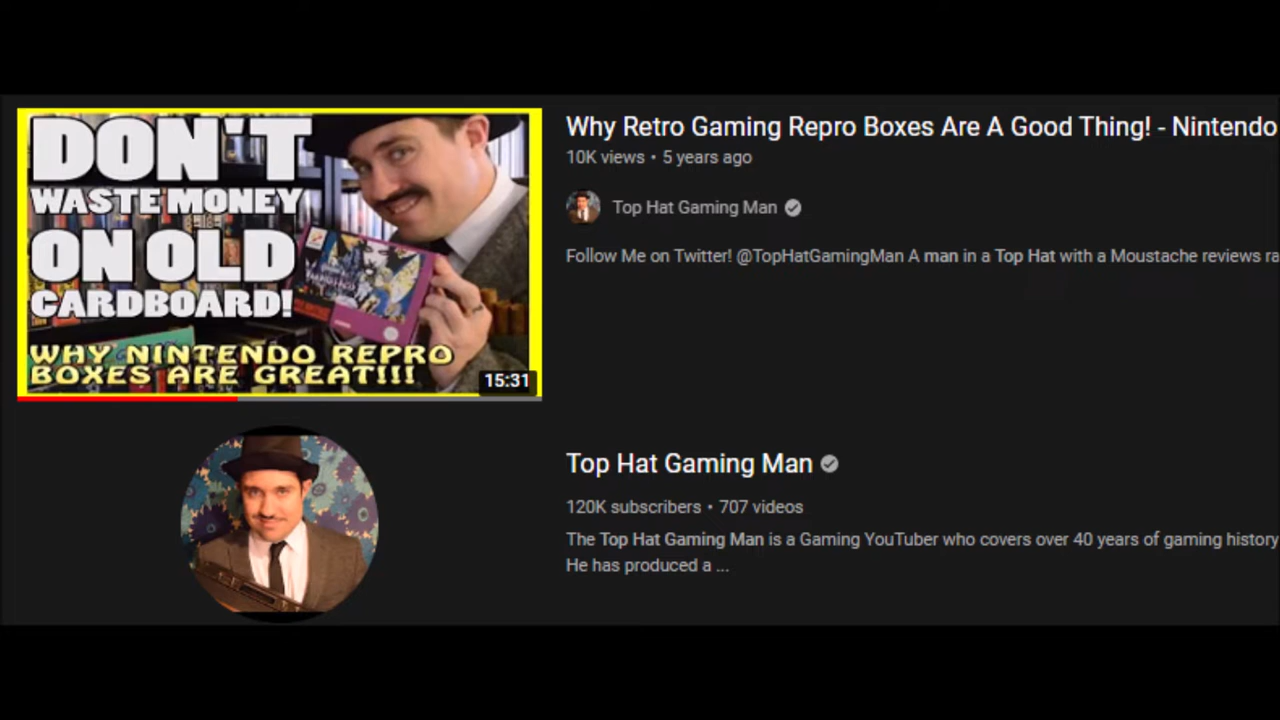 DON'T
WASTE MONEY
ON OLD
CARDBOARD!
WHY NINTENDO REPRO
BOXES ARE GREAT!!!
15:31
Why Retro Gaming Repro Boxes Are A Good Thing! - Nintendo
10K views • 5 years ago
Top Hat Gaming Man
Follow Me on Twitter! @TopHatGamingMan A man in a Top Hat with a Moustache reviews ra
Top Hat Gaming Man
120K subscribers • 707 videos
The Top Hat Gaming Man is a Gaming YouTuber who covers over 40 years of gaming history
He has produced a ...